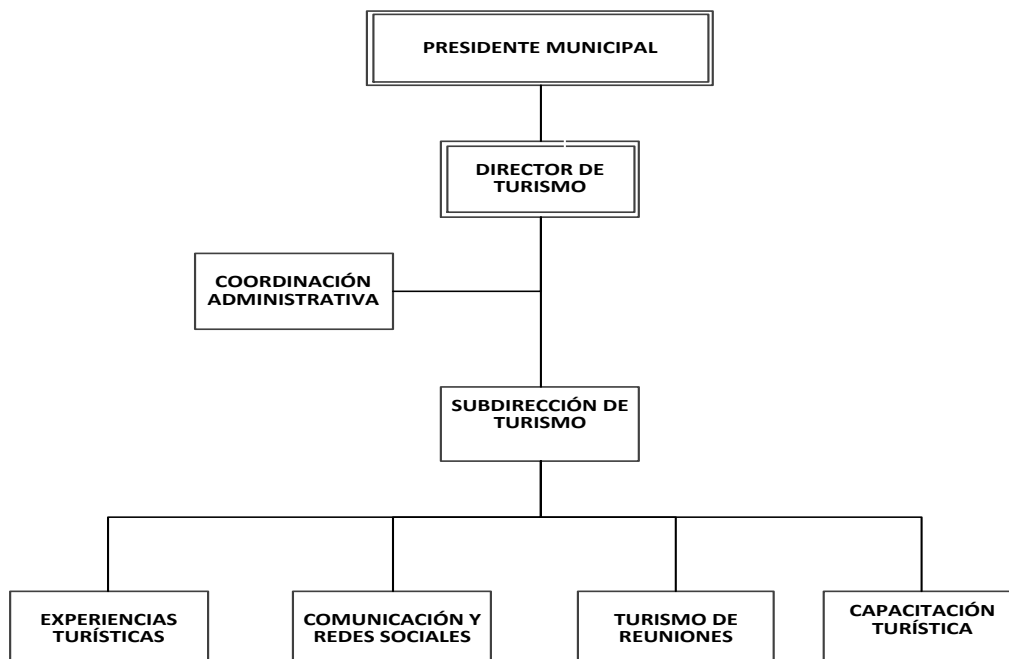 PRESIDENTE MUNICIPAL
DIRECTOR DE
TURISMO
COORDINACIÓN
ADMINISTRATIVA
SUBDIRECCIÓN DE
TURISMO
EXPERIENCIAS
TURÍSTICAS
COMUNICACIÓN Y
REDES SOCIALES
TURISMO DE
REUNIONES
CAPACITACIÓN
TURÍSTICA